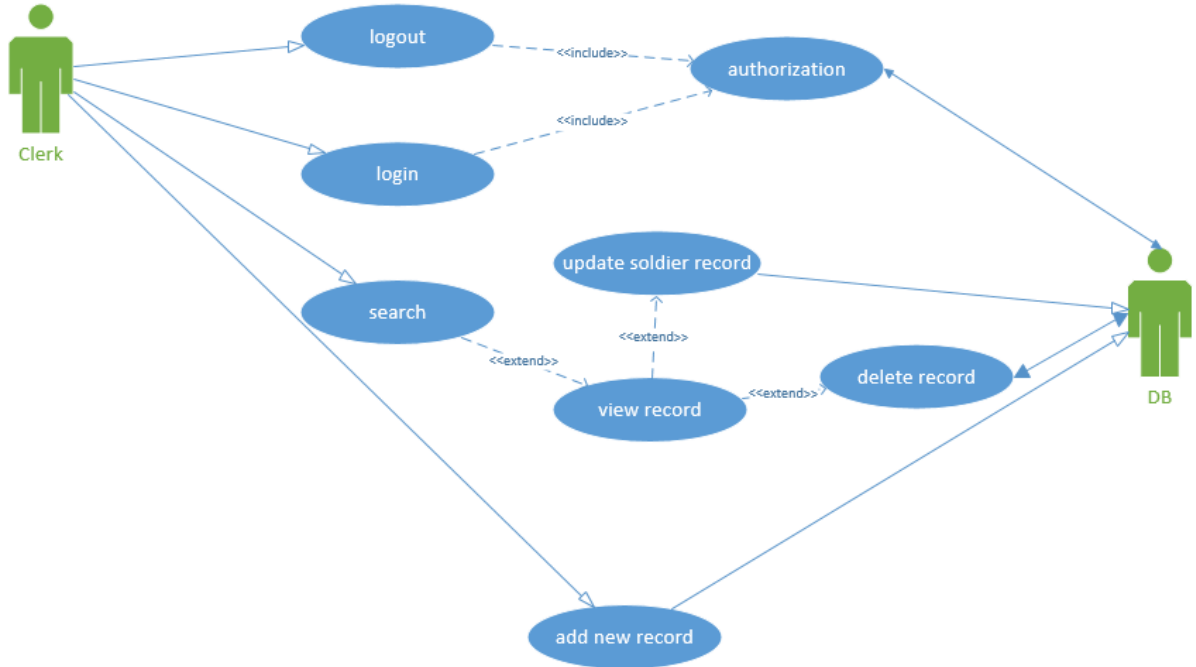 logout
<<include>>
authorization
<<include>>
Clerk
login
update soldier record
search
<<extend>>
<<extend>>
delete record
view record
<<extend>>
DB
add new record